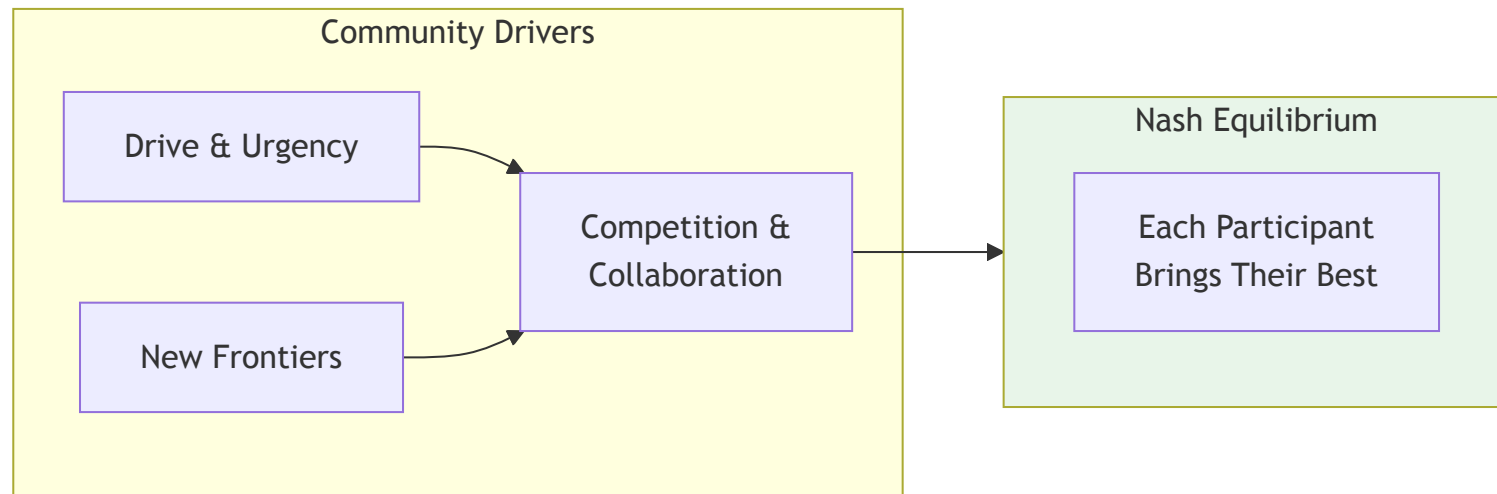 Community Drivers
Drive & Urgency
New Frontiers
Competition &
Collaboration
Nash Equilibrium
Each Participant
Brings Their Best